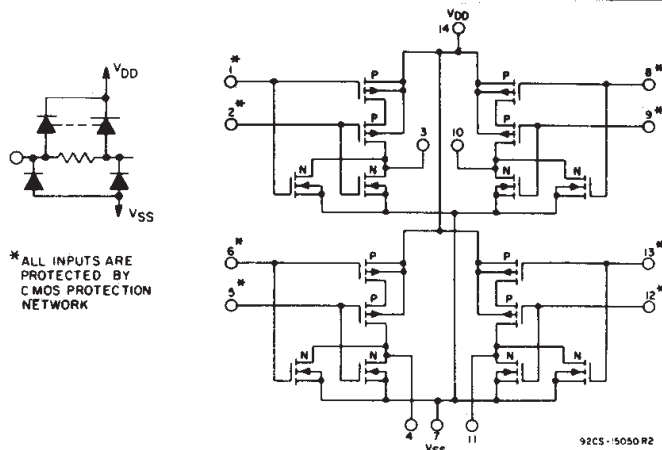 VDD
VSS
*ALL INPUTS ARE
PROTECTED BY
CMOS PROTECTION
NETWORK
VDD
14
1*
2*
P
P
3
N
N
P
P
10
N
N
8*
9*
6*
5*
P
P
N
N
4
P
P
N
N
13*
12*
7
VSS
11
92CS-15050R2